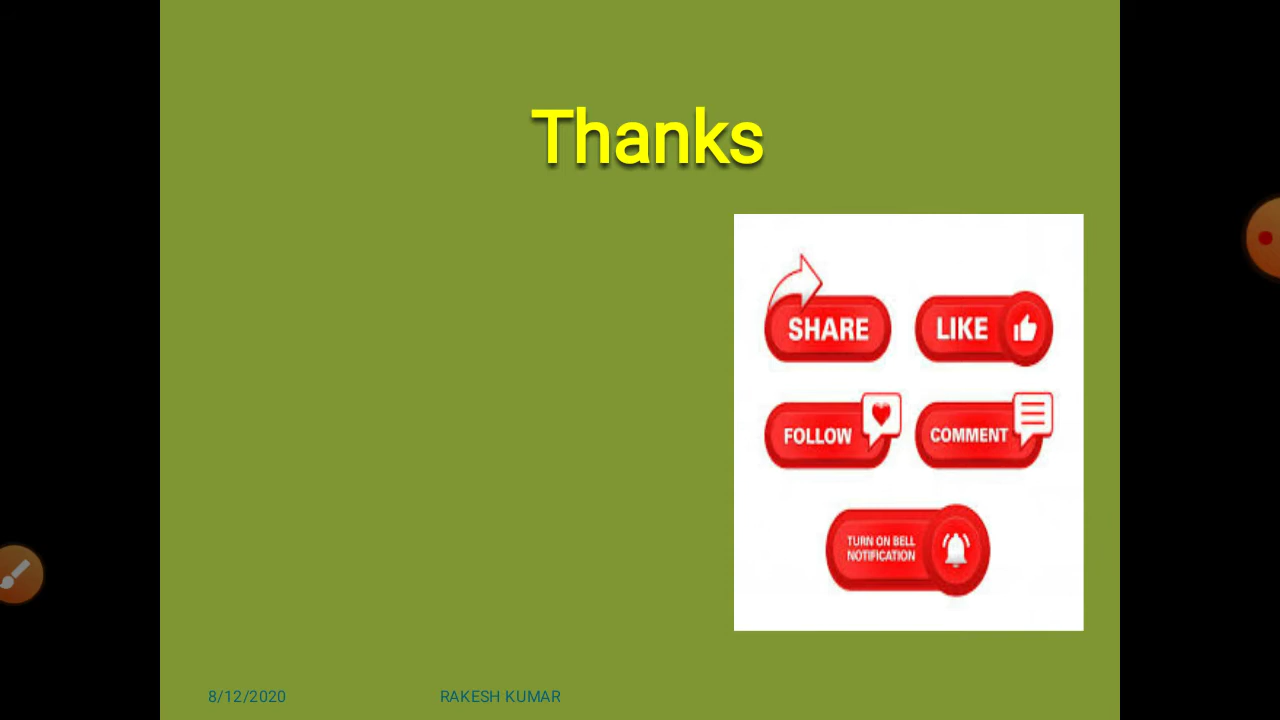 Thanks
SHARE
LIKE
FOLLOW
COMMENT
TURN ON BELL
NOTIFICATION
8/12/2020
RAKESH KUMAR